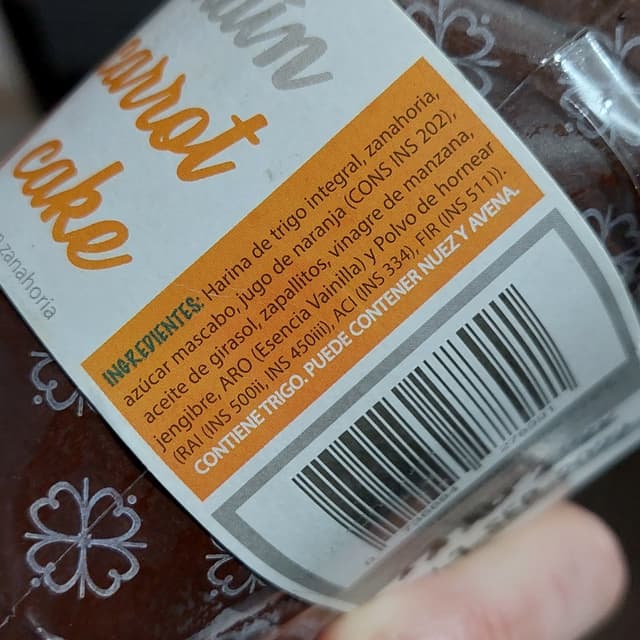 carrot
cake
zanahoria
INGREDIENTES: Harina de trigo integral, zanahoria,
azúcar mascabo, jugo de naranja (CONS INS 202),
aceite de girasol, zapallitos, vinagre de manzana,
jengibre, ARO (Esencia Vainilla) y Polvo de hornear
(RAI (INS 500ii, INS 450iii), ACI (INS 334), FIR (INS 511)).
CONTIENE TRIGO. PUEDE CONTENER NUEZ Y AVENA.